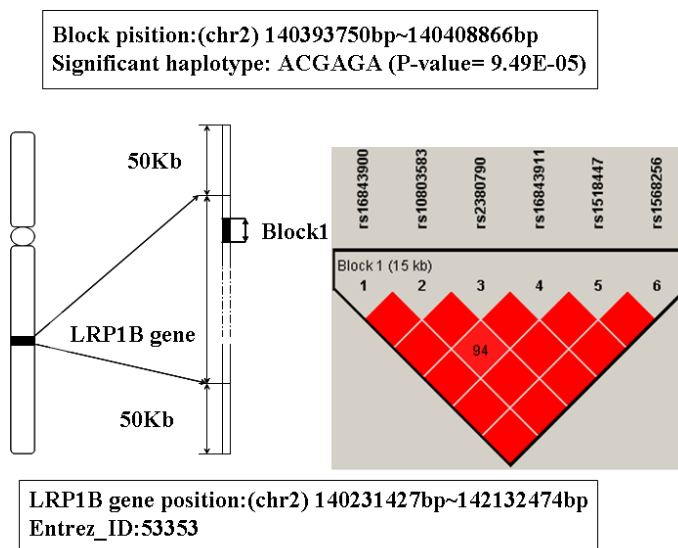 Block pisition:(chr2) 140393750bp~140408866bp
Significant haplotype: ACGAGA (P-value= 9.49E-05)
50Kb
Block1
LRP1B gene
50Kb
rs16843900
rs10803583
rs2380790
rs16843911
rs1518447
rs1568256
Block 1 (15 kb)
1 2 3 4 5 6
94
LRP1B gene position:(chr2) 140231427bp~142132474bp
Entrez_ID:53353